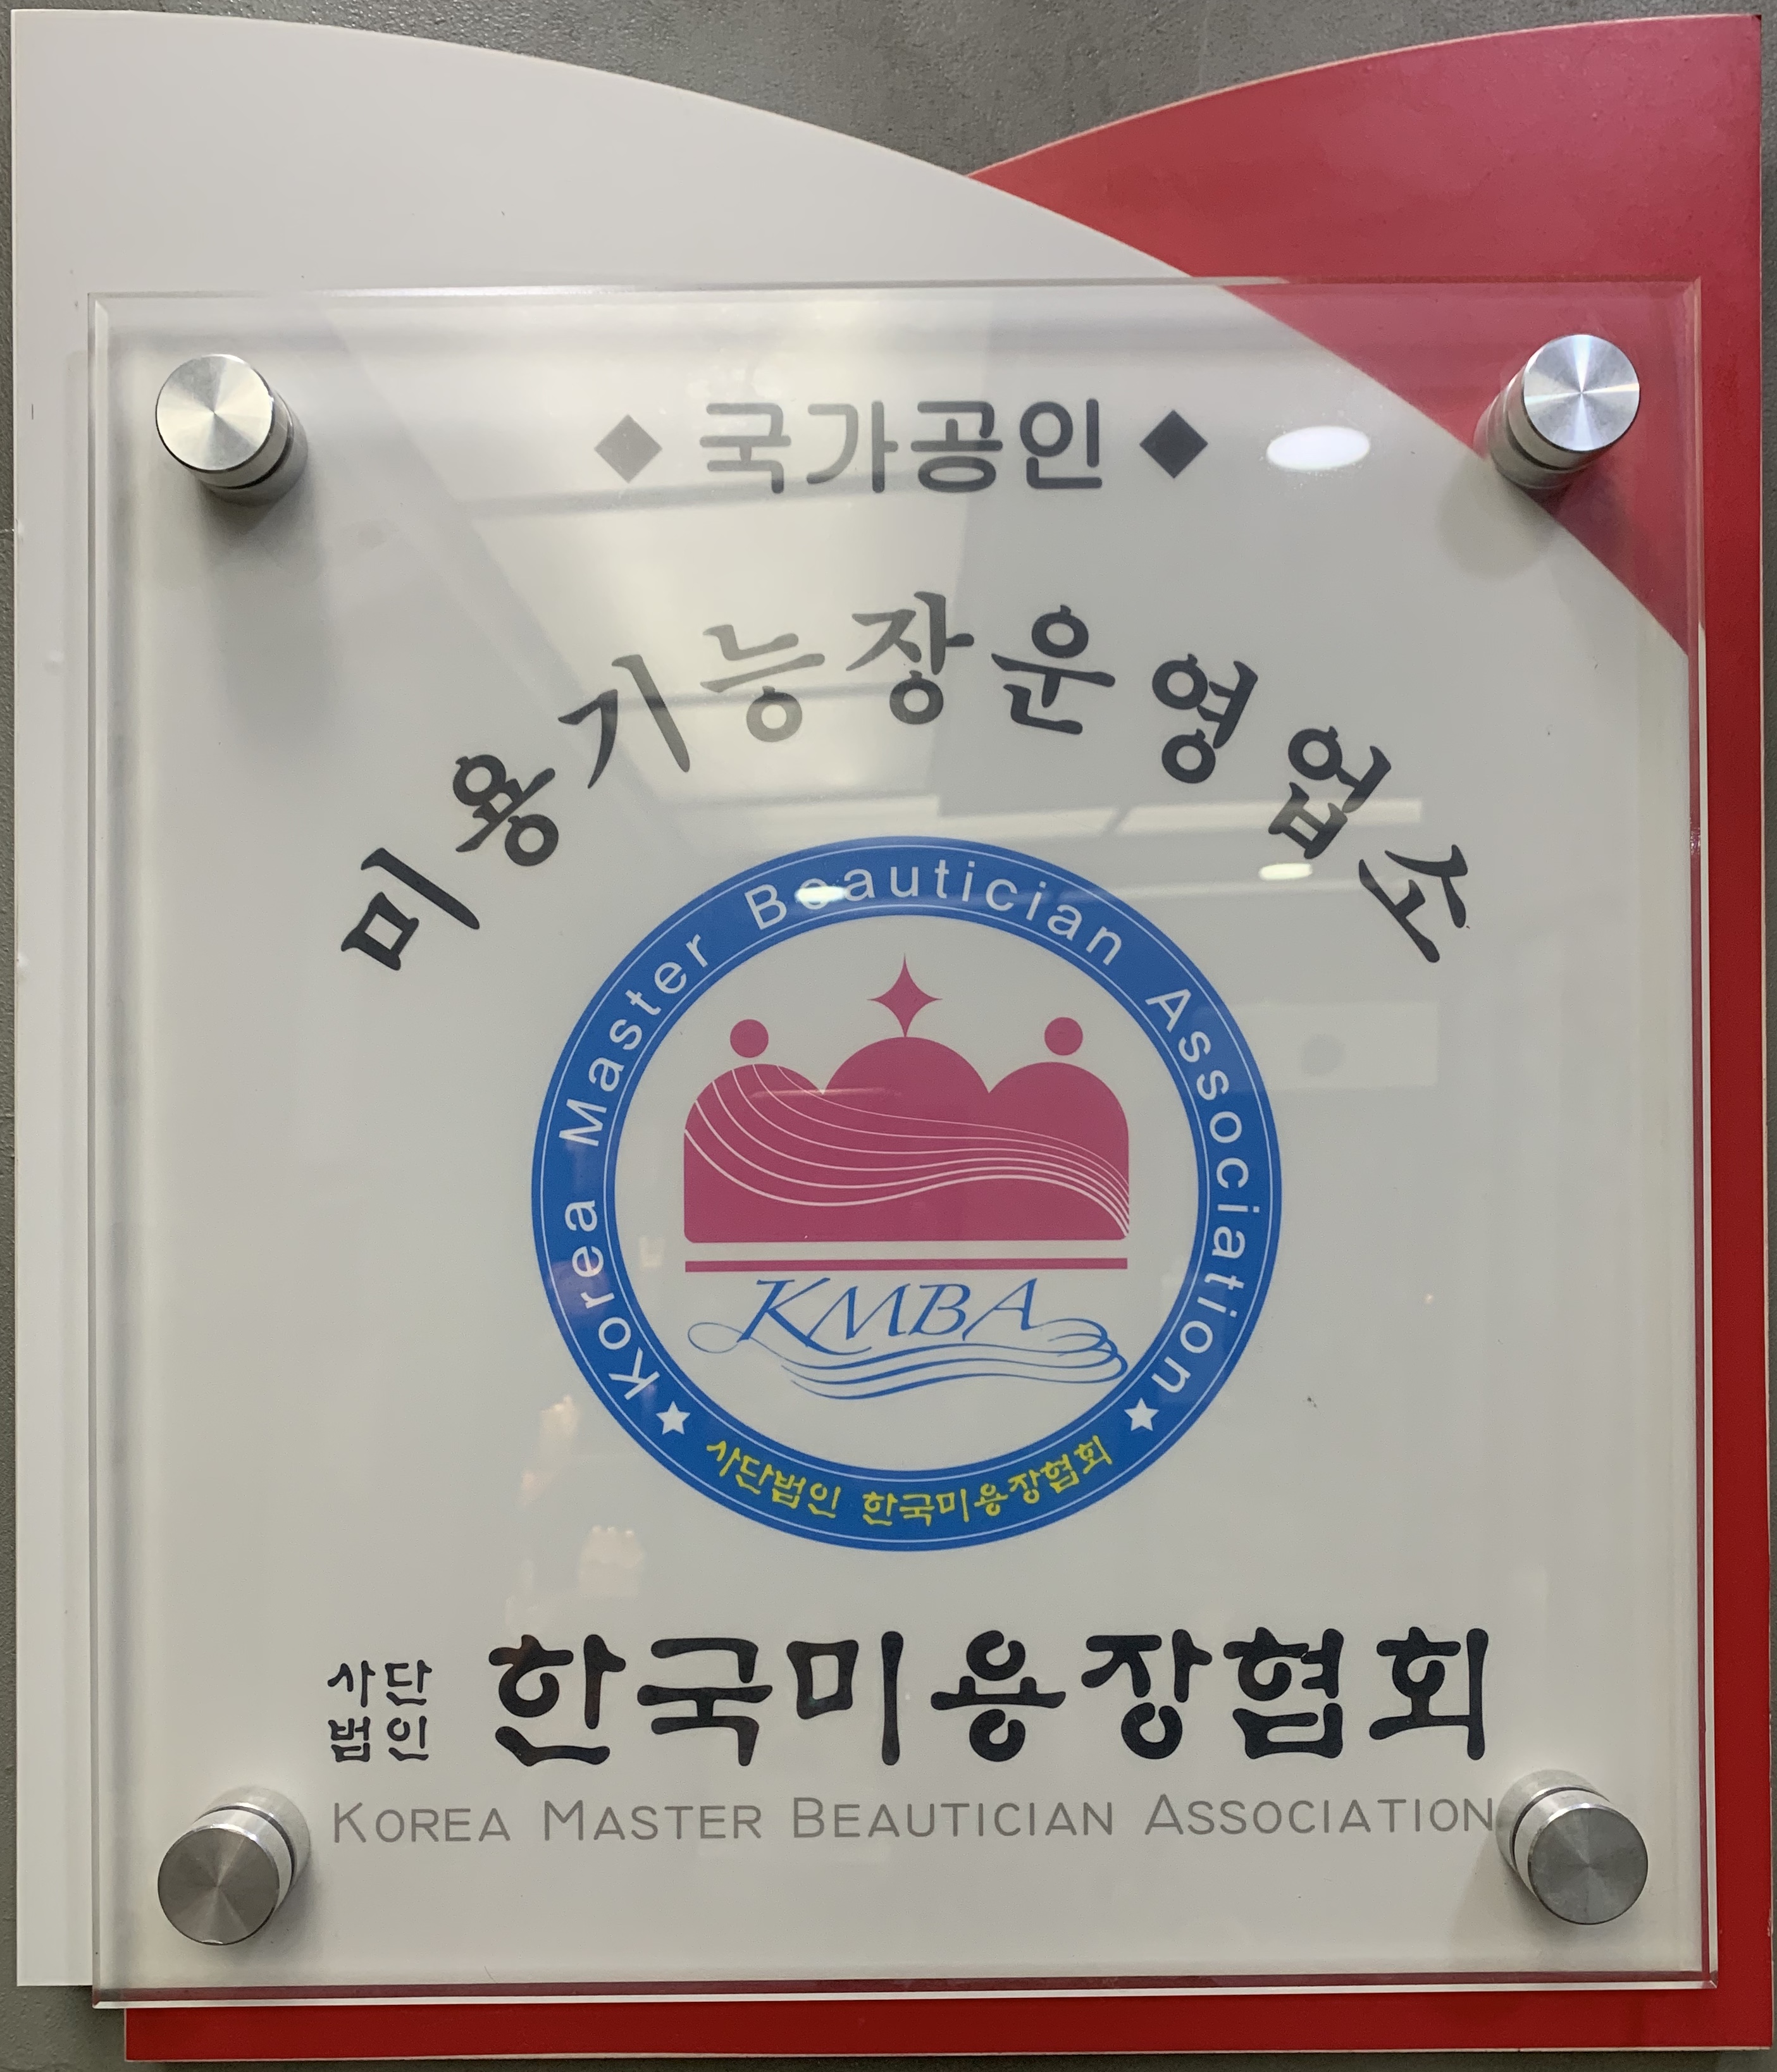 ◆ 국가공인 ◆
미용기능장운영업소
Korea Master Beautician Association
KMBA
★ 사단법인 한국미용장협회 ★
사단
법인 한국미용장협회
KOREA MASTER BEAUTICIAN ASSOCIATION